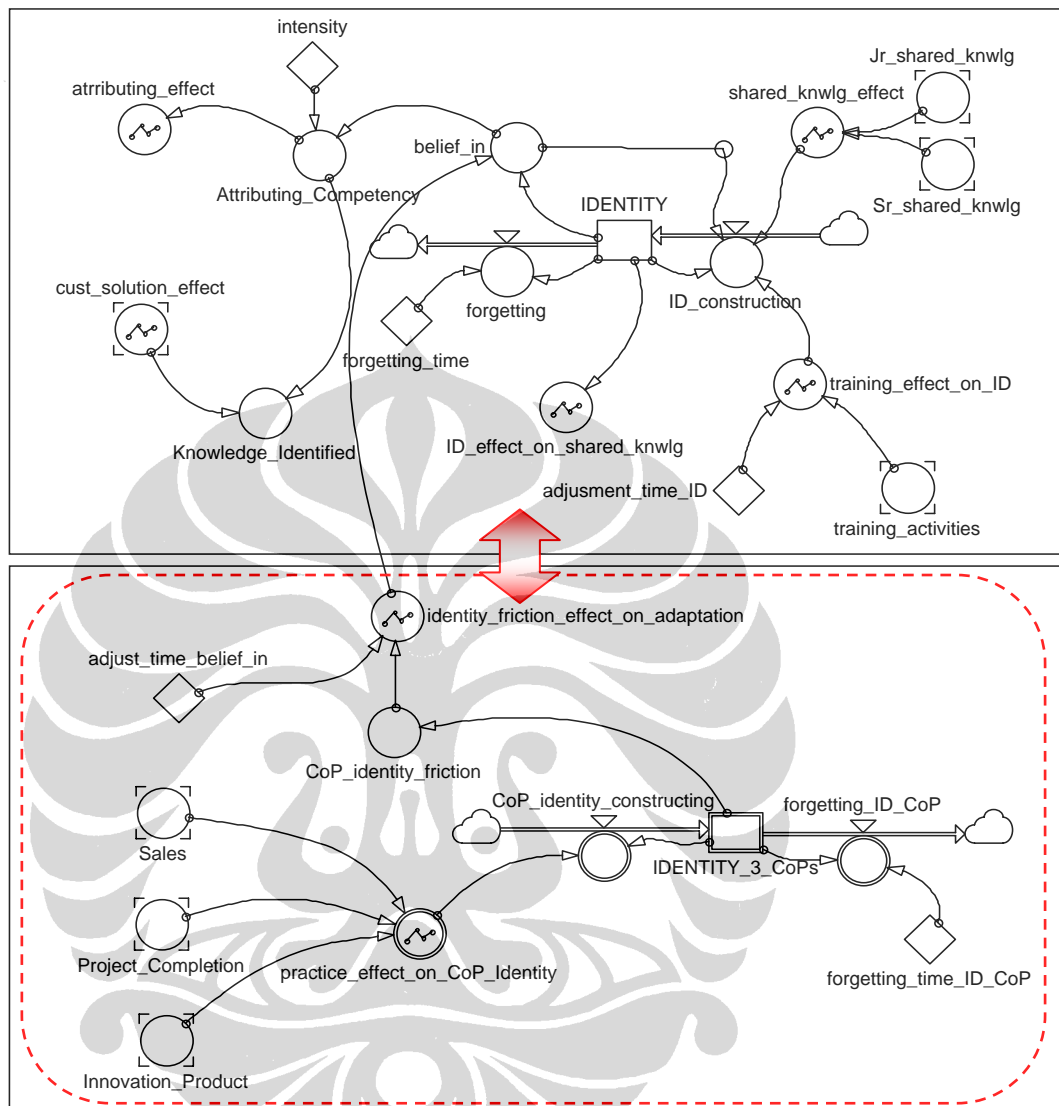 intensity
Jr_shared_knwlg
atrributing_effect
shared_knwlg_effect
belief_in
Attributing_Competency
IDENTITY
Sr_shared_knwlg
cust_solution_effect
forgetting
ID_construction
forgetting_time
training_effect_on_ID
Knowledge_Identified
ID_effect_on_shared_knwlg
adjusment_time_ID
training_activities
identity_friction_effect_on_adaptation
adjust_time_belief_in
CoP_identity_friction
CoP_identity_constructing
forgetting_ID_CoP
Sales
IDENTITY_3_CoPs
Project_Completion
practice_effect_on_CoP_Identity
forgetting_time_ID_CoP
Innovation_Product